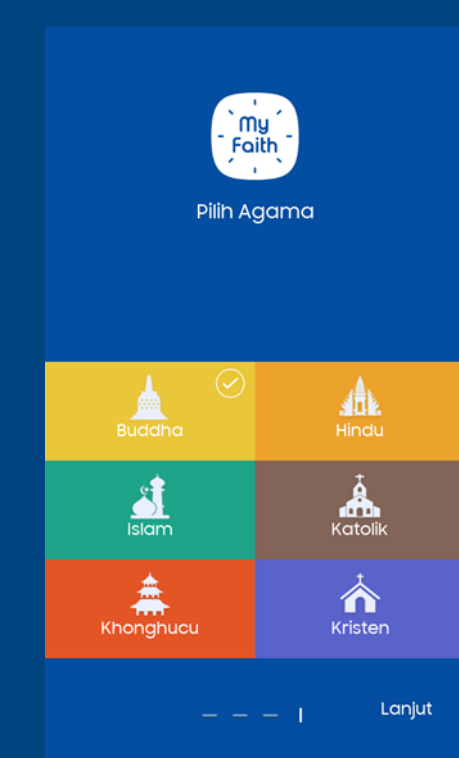 My
Faith
Pilih Agama
Buddha
Hindu
Islam
Katolik
Khonghucu
Kristen
Lanjut